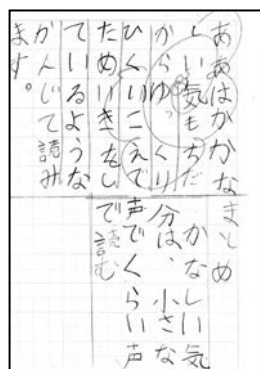 ああはがかな
しい気もちだ
からゆっくり
ひくいこえで
ためいきをし
ているような
かんじで読み
ます。
まとめ
かなしい気
分は、小さな
声でくらい声
で読む